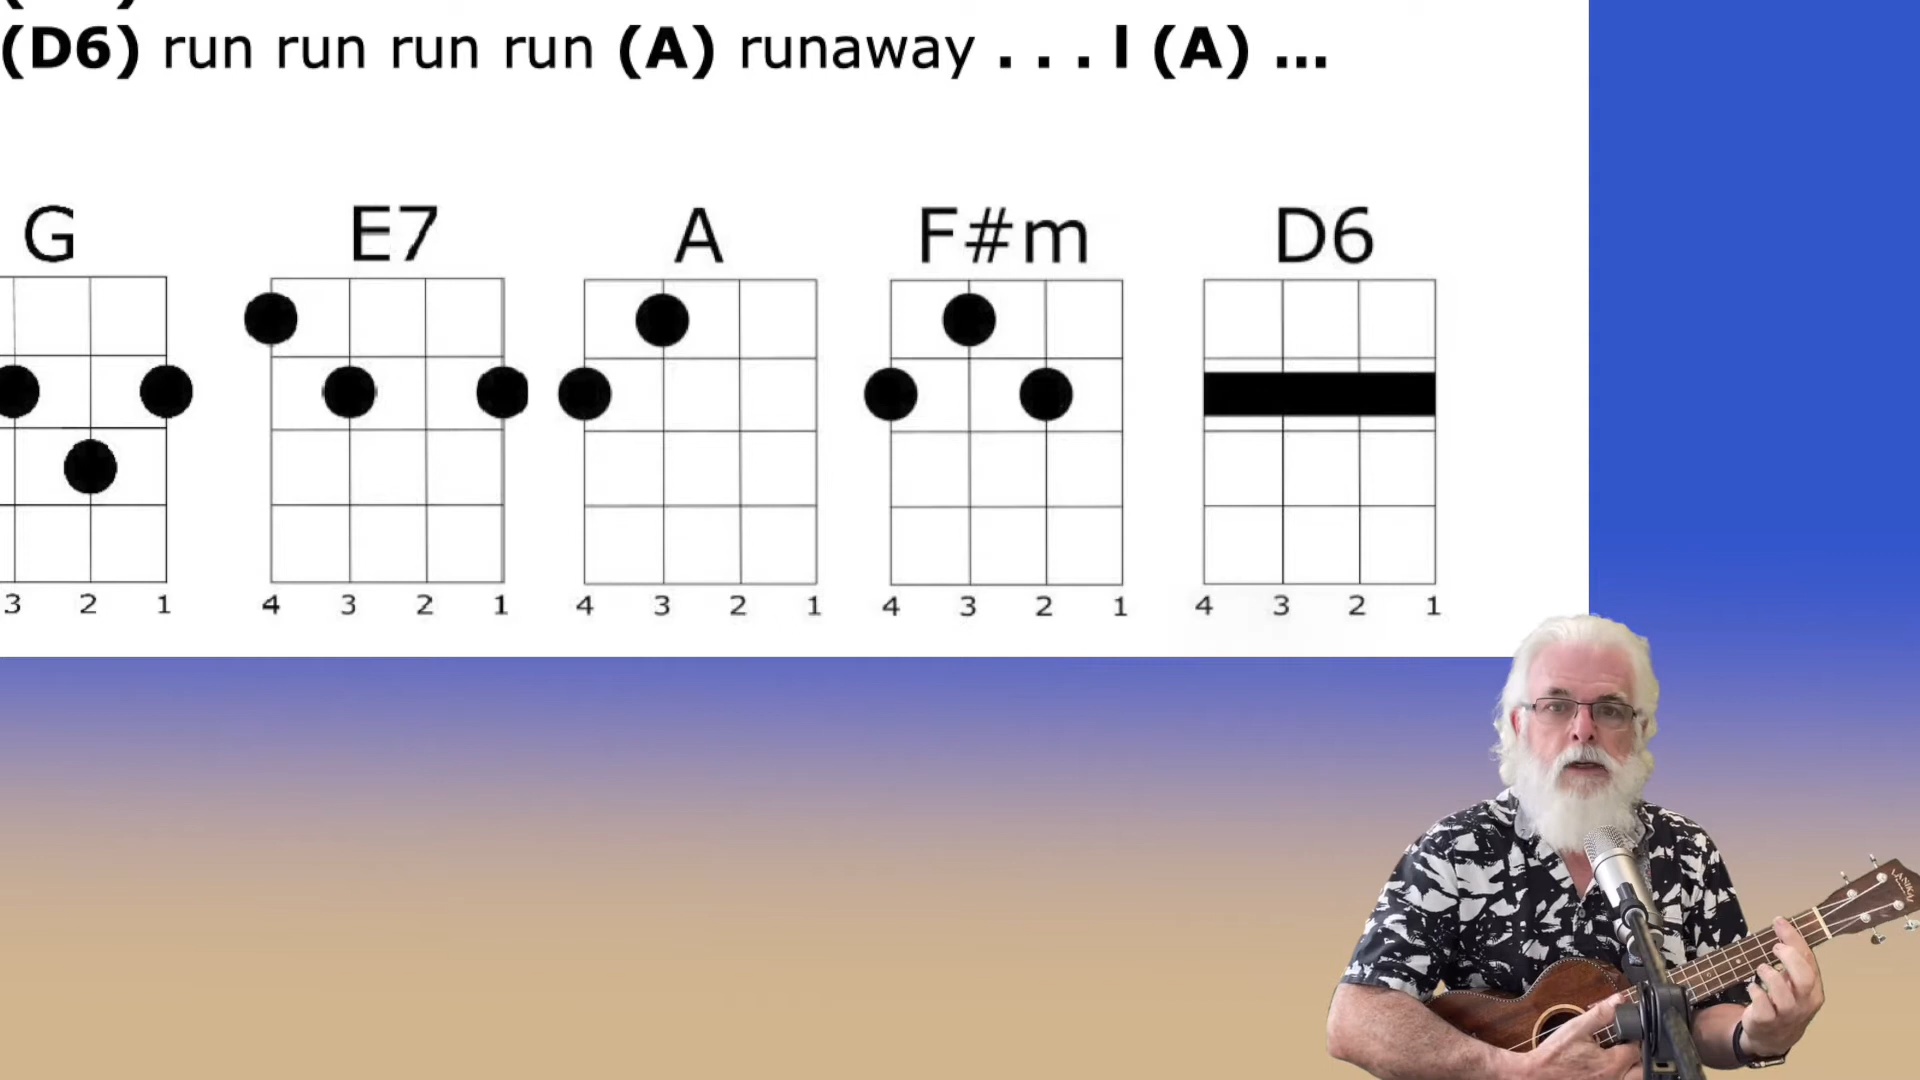 (D6) run run run run (A) runaway . . . l (A) ...
G E7 A F#m D6
3 2 1 4 3 2 1 4 3 2 1 4 3 2 1 4 3 2 1
LANIKAI